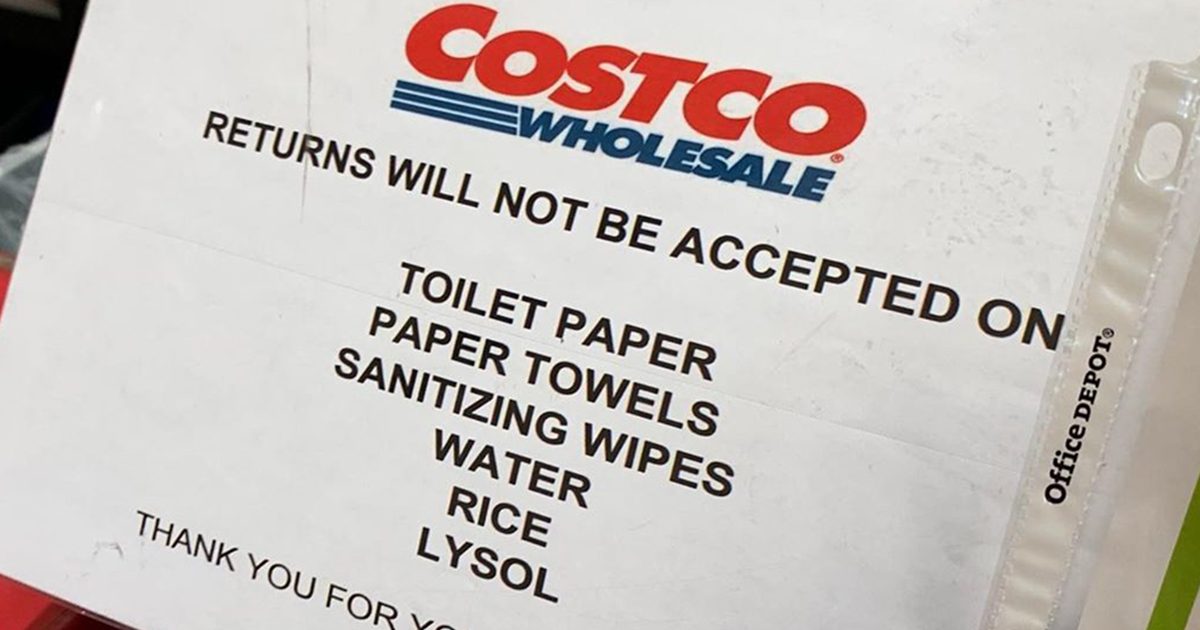 COSTCO
WHOLESALE
RETURNS WILL NOT BE ACCEPTED ON
TOILET PAPER
PAPER TOWELS
SANITIZING WIPES
WATER
RICE
LYSOL
THANK YOU FOR
Office DEPOT®